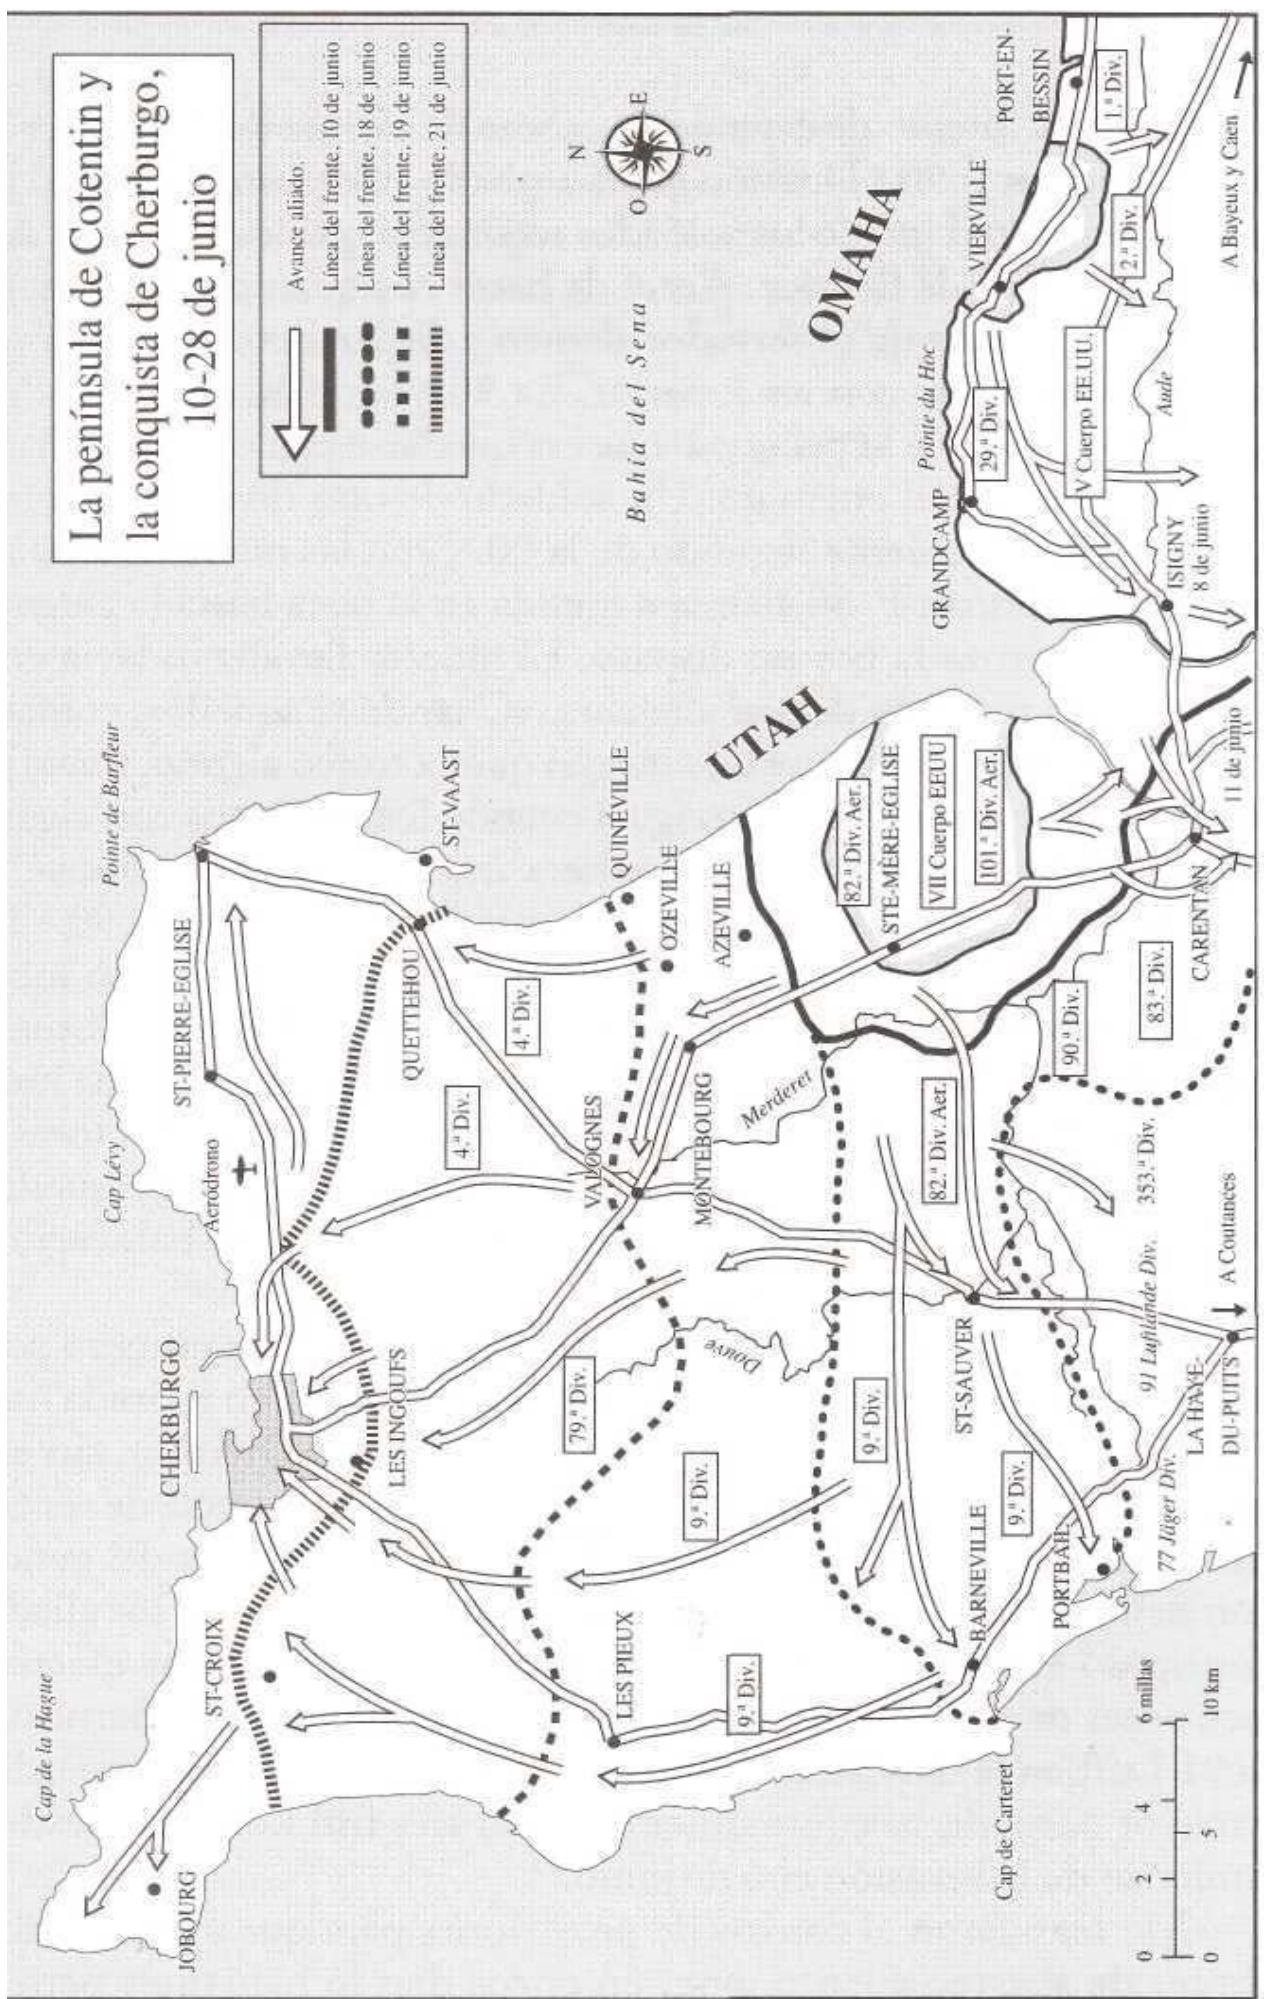 La península de Cotentin y
la conquista de Cherburgo,
10-28 de junio
Avance aliado.
Línea del frente, 10 de junio
Línea del frente, 18 de junio
Línea del frente, 19 de junio
Línea del frente, 21 de junio
N
O
E
S
Bahía del Sena
OMAHA
UTAH
Cap de la Hague
JOBOURG
ST-CROIX
CHERBURGO
Cap Lévy
Aeródrono
ST-PIERRE-EGLISE
Pointe de Barfleur
ST-VAAST
QUETTEHOU
LES INGOUFS
4.ª Div.
4.ª Div.
QUINÉVILLE
OZEVILLE
AZEVILLE
VALOGNES
MONTEBOURG
Merderet
Douve
79.ª Div.
9.ª Div.
LES PIEUX
9.ª Div.
9.ª Div.
9.ª Div.
82.ª Div. Aer.
82.ª Div. Aer.
STE-MÈRE-EGLISE
VII Cuerpo EEUU
101.ª Div. Aer.
ST-SAUVER
BARNEVILLE
PORTBAIL
Cap de Carteret
90.ª Div.
83.ª Div.
CARENTAN
11 de junio
353.ª Div.
91 Luftlande Div.
77 Jäger Div.
LA HAYE-
DU-PUITS
A Coutances
GRANDCAMP
Pointe du Hoc
VIERVILLE
PORT-EN-
BESSIN
29.ª Div.
V Cuerpo EE.UU.
2.ª Div.
1.ª Div.
Aude
ISIGNY
8 de junio
A Bayeux y Caen
0 2 4 6 millas
0 5 10 km